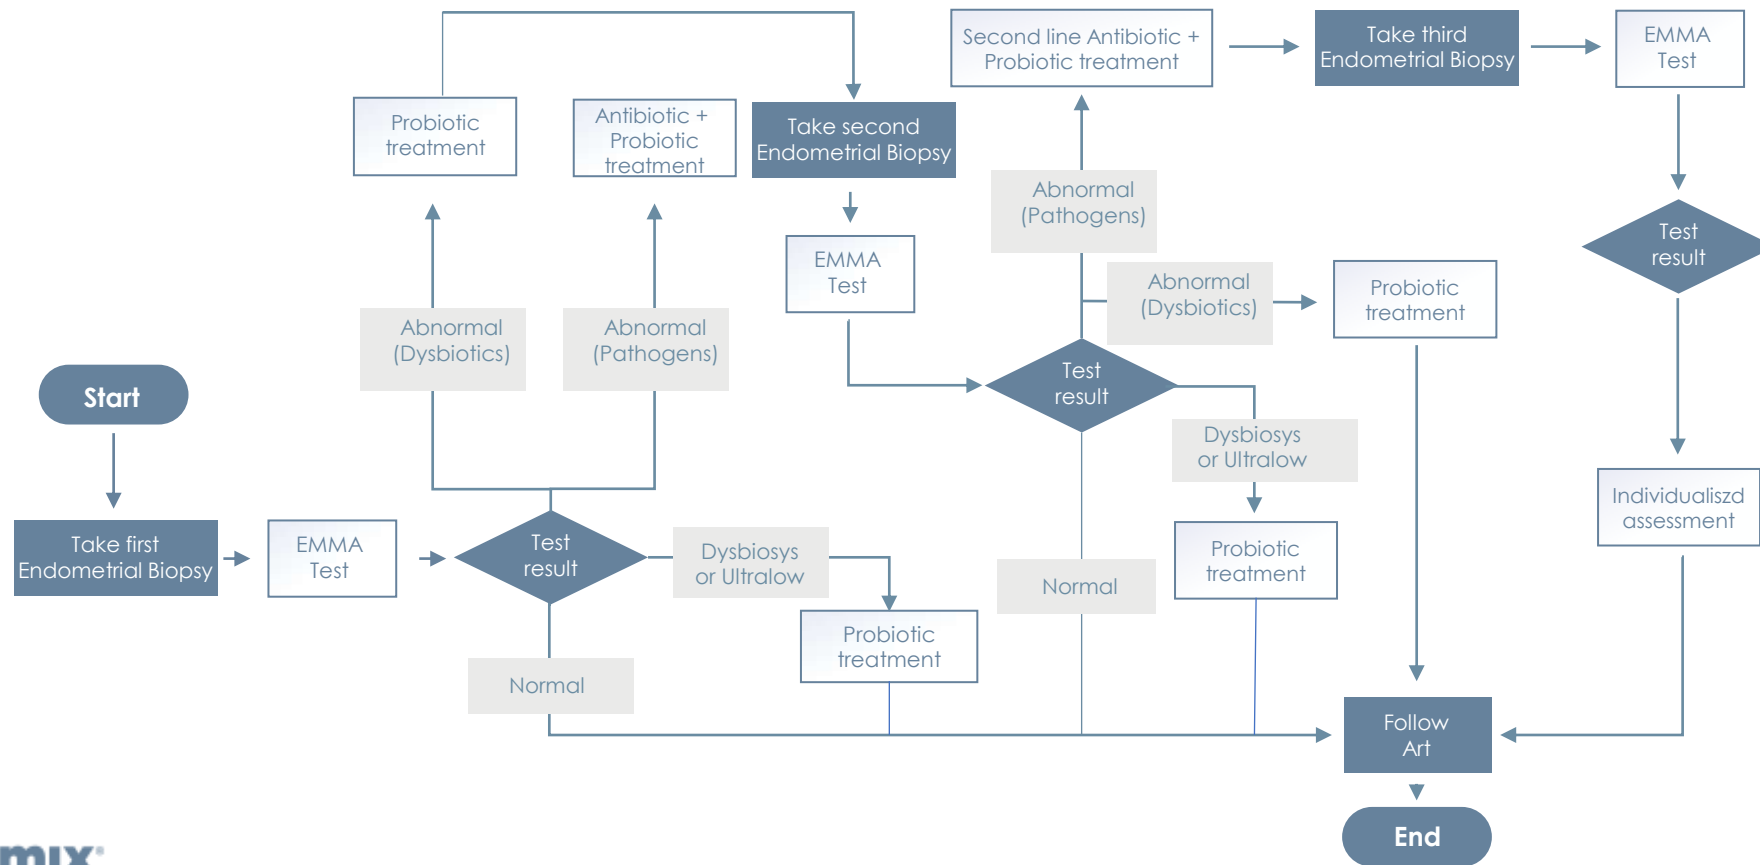 Second line Antibiotic +
Probiotic treatment
Take third
Endometrial Biopsy
EMMA
Test
Probiotic
treatment
Antibiotic +
Probiotic
treatment
Take second
Endometrial Biopsy
Abnormal
(Pathogens)
Test
result
EMMA
Test
Abnormal
(Dysbiotics)
Probiotic
treatment
Abnormal
(Dysbiotics)
Abnormal
(Pathogens)
Test
result
Start
Dysbiosys
or Ultralow
Individualiszd
assessment
Take first
Endometrial Biopsy
EMMA
Test
Test
result
Dysbiosys
or Ultralow
Probiotic
treatment
Normal
Probiotic
treatment
Normal
Follow
Art
End